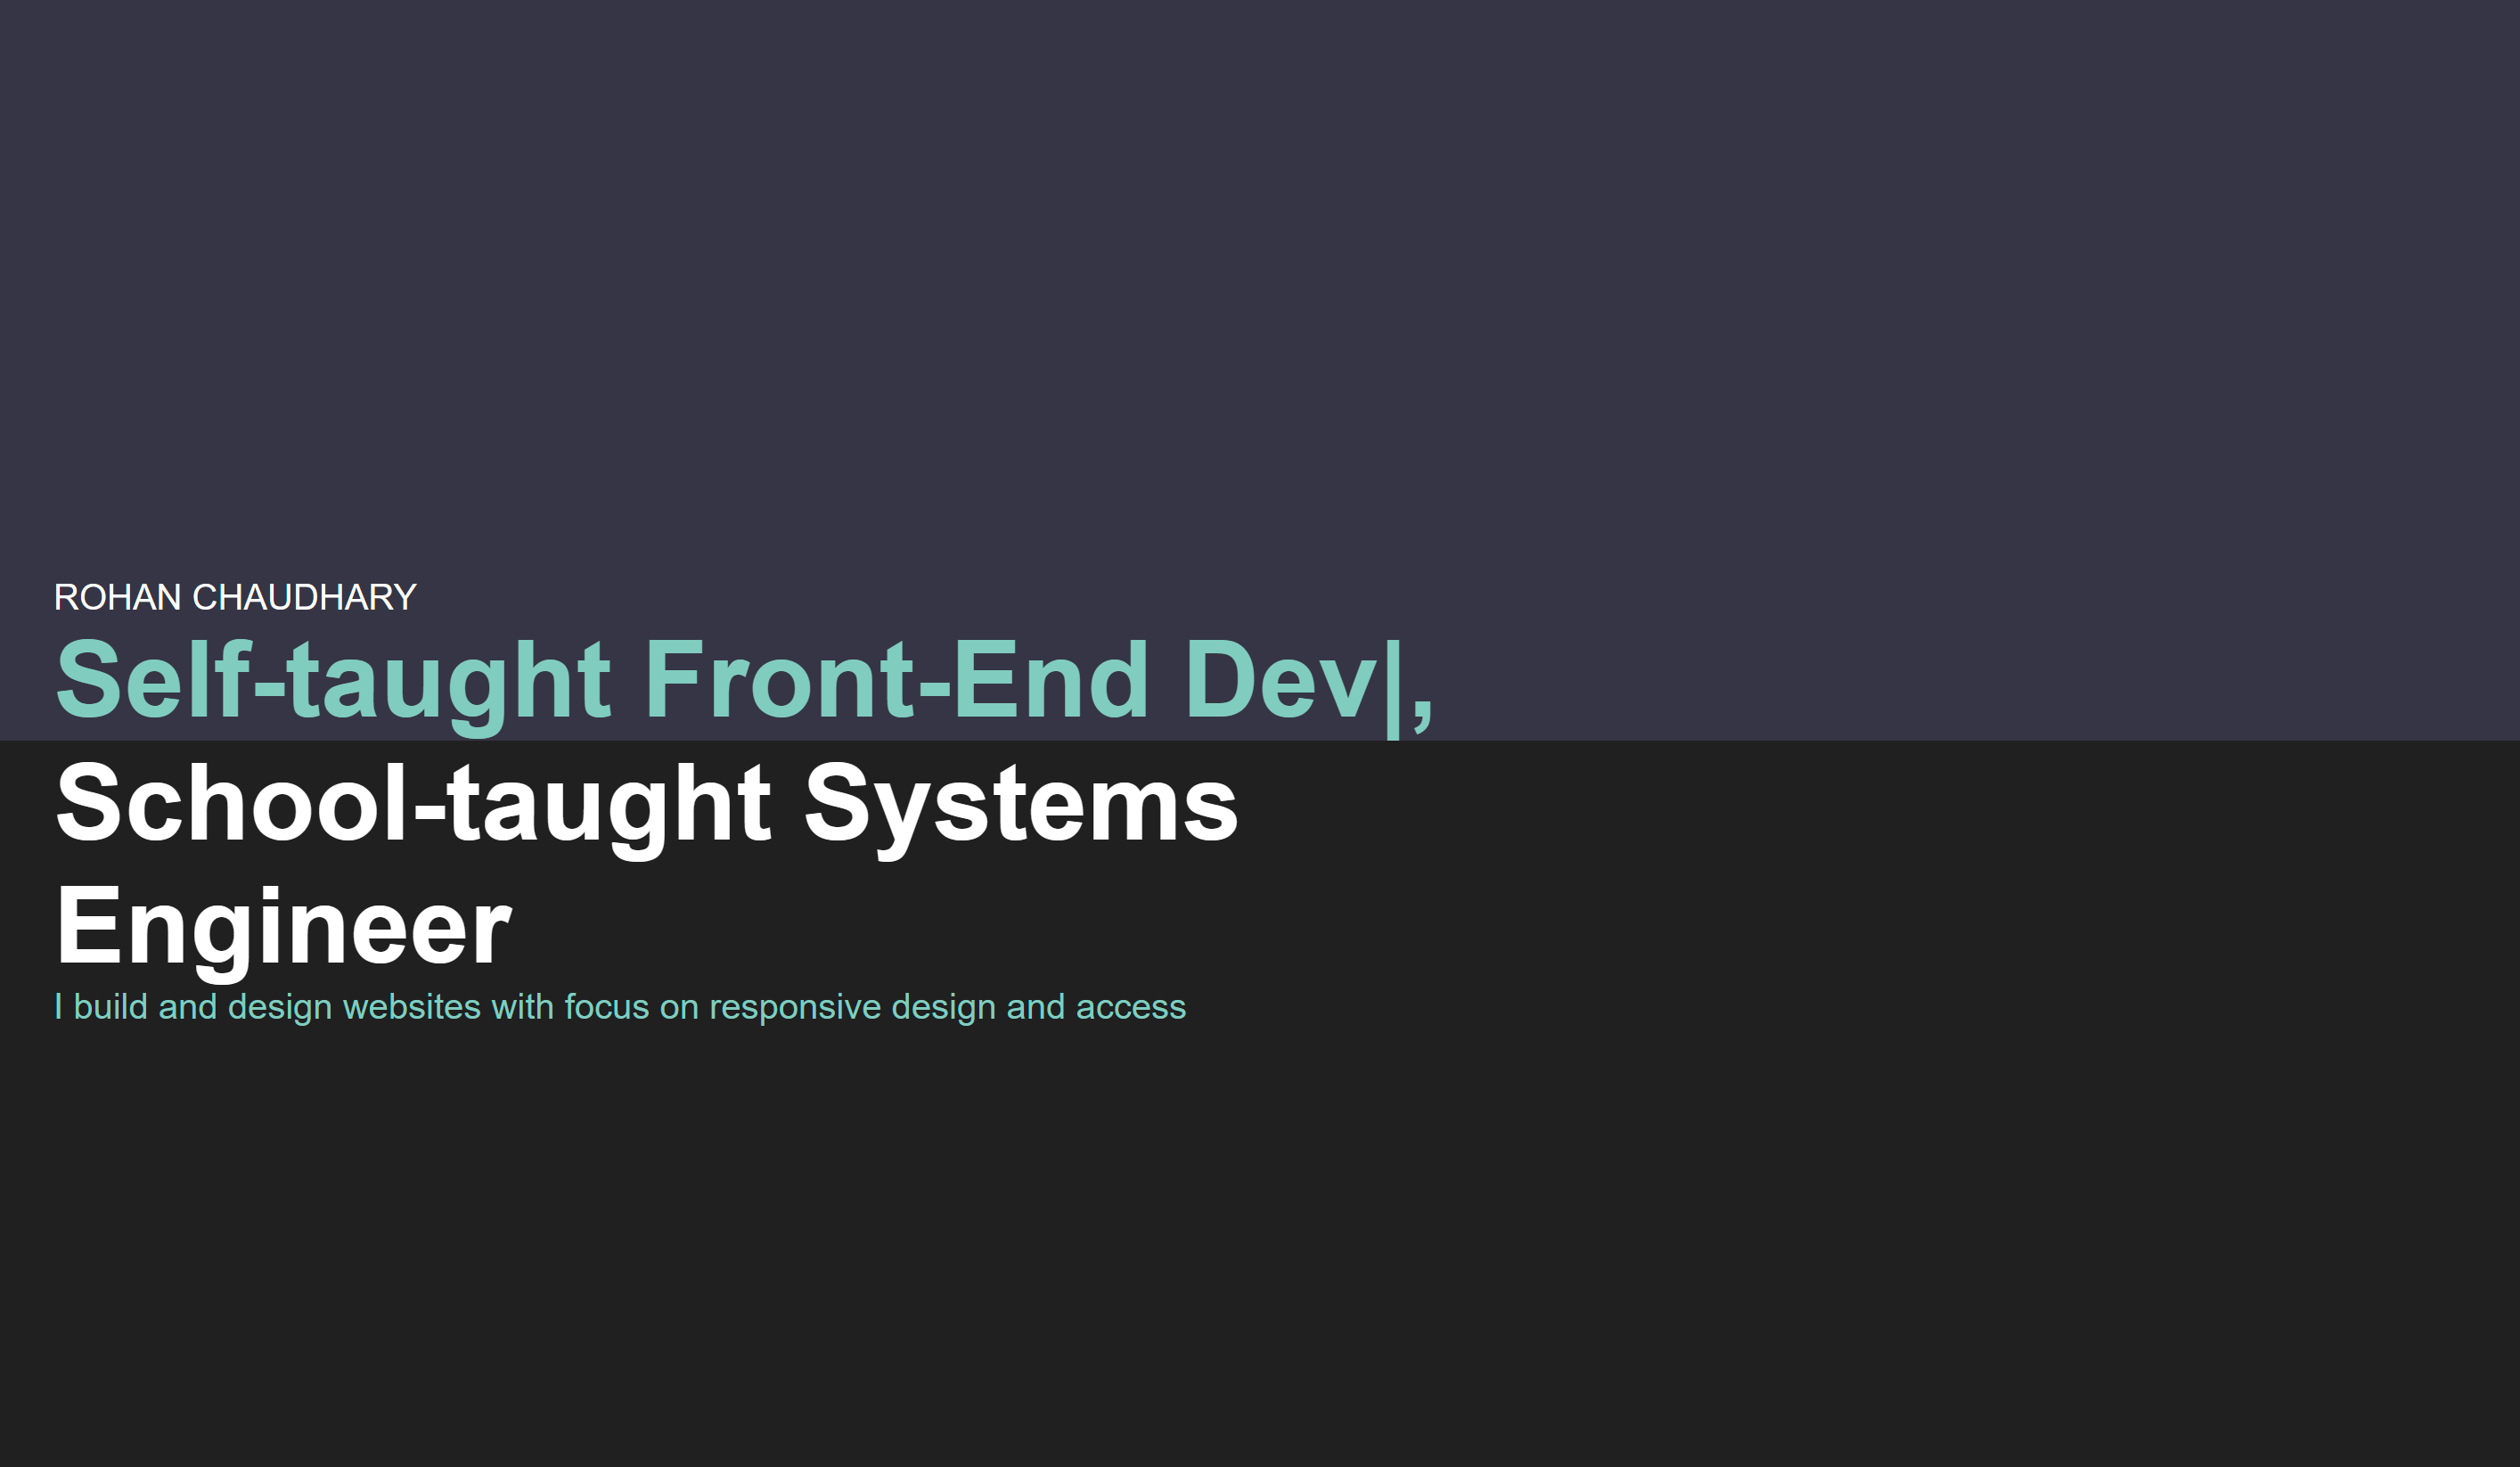 ROHAN CHAUDHARY
Self-taught Front-End Dev|,
School-taught Systems
Engineer
I build and design websites with focus on responsive design and access